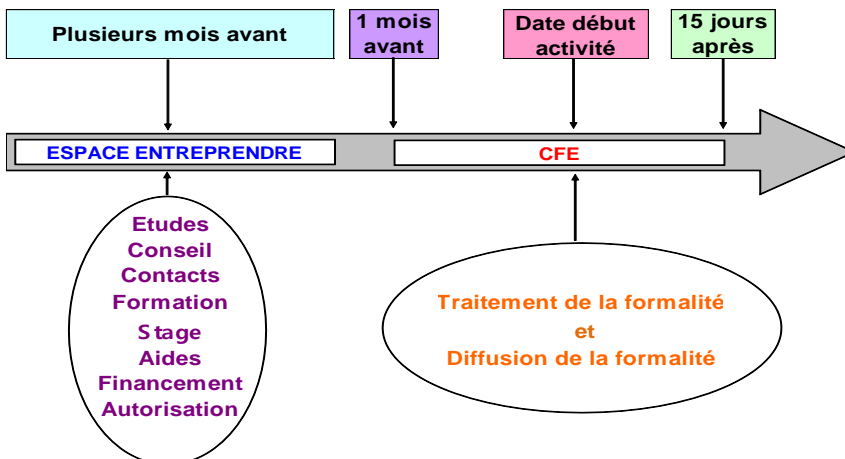 Plusieurs mois avant
1 mois
avant
Date début
activité
15 jours
après
ESPACE ENTREPRENDRE
CFE
Etudes
Conseil
Contacts
Formation
Stage
Aides
Financement
Autorisation
Traitement de la formalité
et
Diffusion de la formalité